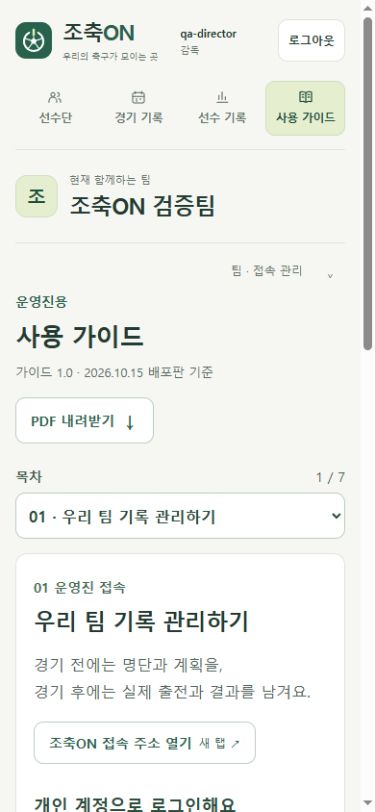 조축ON
우리의 축구가 모이는 곳
qa-director
감독
로그아웃
선수단
경기 기록
선수 기록
사용 가이드
조
현재 함께하는 팀
조축ON 검증팀
팀 · 접속 관리
운영진용
사용 가이드
가이드 1.0 · 2026.10.15 배포판 기준
PDF 내려받기 ↓
목차
1 / 7
01 · 우리 팀 기록 관리하기
01 운영진 접속
우리 팀 기록 관리하기
경기 전에는 명단과 계획을,
경기 후에는 실제 출전과 결과를 남겨요.
조축ON 접속 주소 열기 새 탭 ↗
개인 계정으로 로그인해요